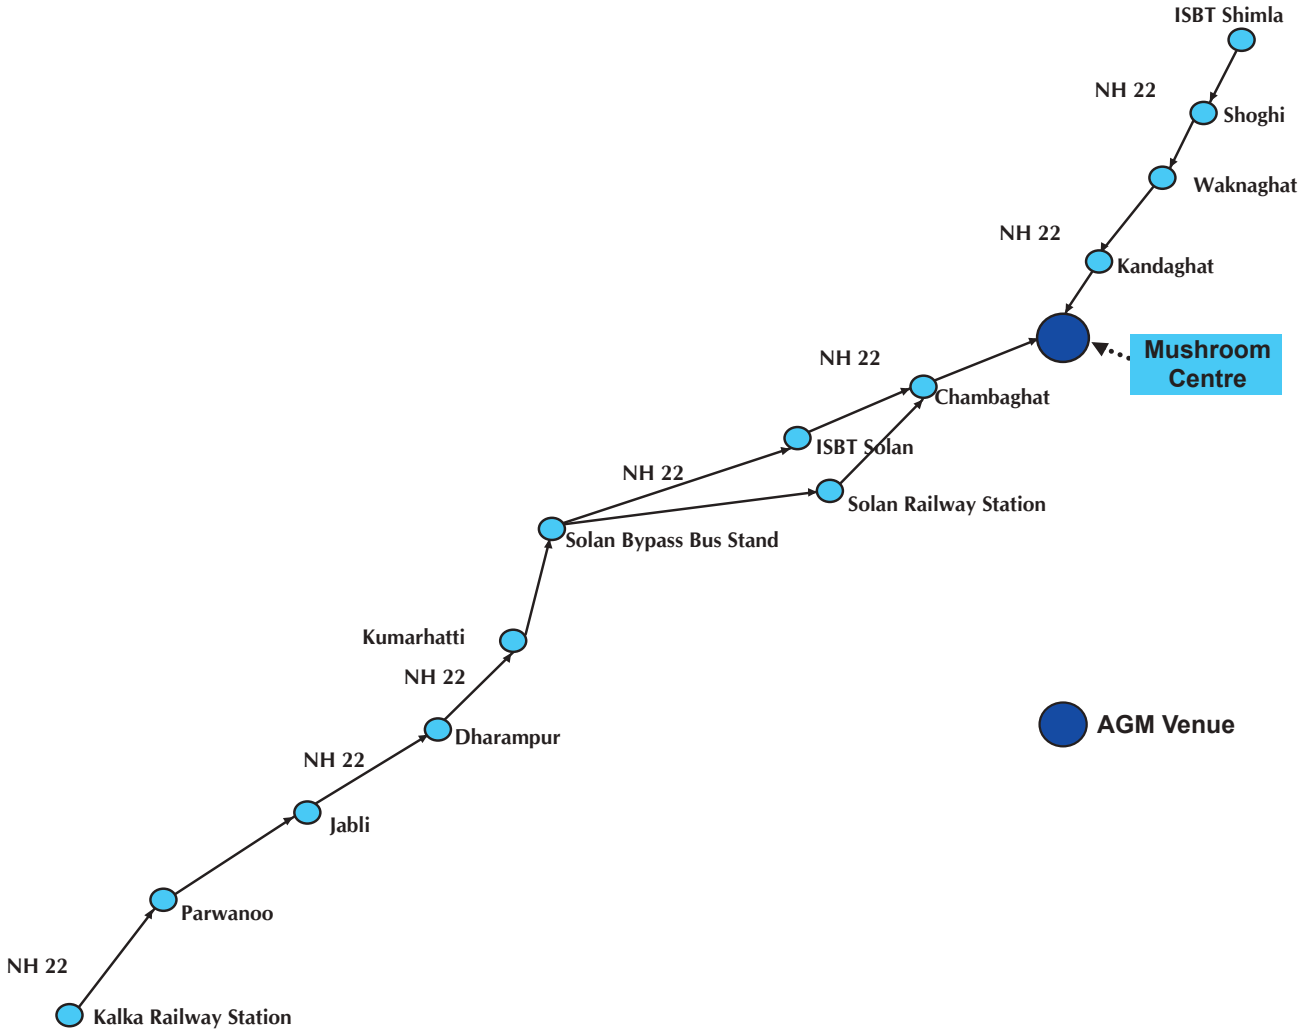 ISBT Shimla
NH 22
Shoghi
Waknaghat
NH 22
Kandaghat
Mushroom
Centre
NH 22
Chambaghat
ISBT Solan
NH 22
Solan Railway Station
Solan Bypass Bus Stand
Kumarhatti
NH 22
AGM Venue
Dharampur
NH 22
Jabli
Parwanoo
NH 22
Kalka Railway Station